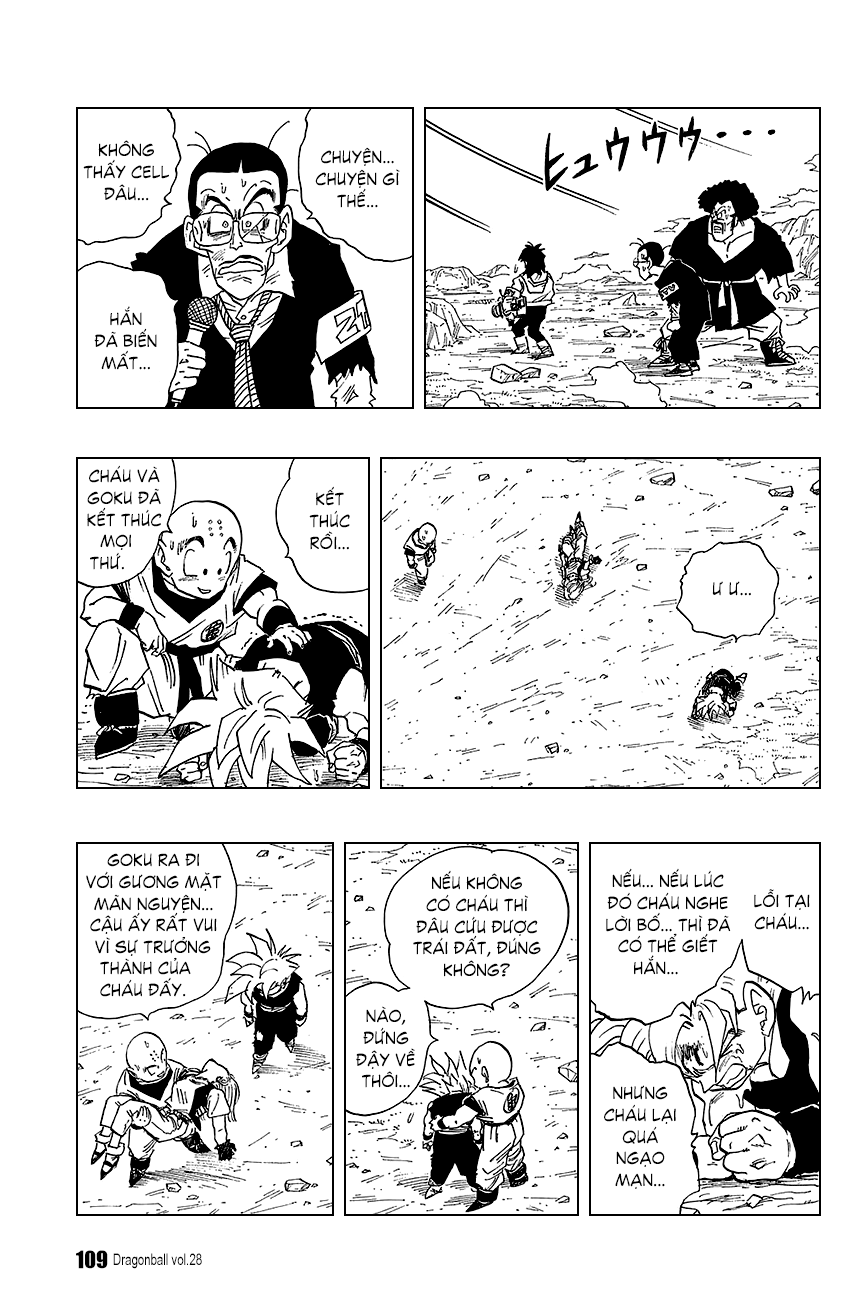 ヒュウウゥ・・・
CHUYỆN...
CHUYỆN GÌ
THẾ...
KHÔNG
THẤY CELL
ĐÂU...
HẮN
ĐÃ BIẾN
MẤT...
ZT
Ư Ư...
KẾT
THÚC
RỒI...
CHÁU VÀ
GOKU ĐÃ
KẾT THÚC
MỌI
THỨ.
LỖI TẠI
CHÁU...
NẾU... NẾU LÚC
ĐÓ CHÁU NGHE
LỜI BỐ... THÌ ĐÃ
CÓ THỂ GIẾT
HẮN...
NHƯNG
CHÁU LẠI
QUÁ
NGẠO
MẠN...
NẾU KHÔNG
CÓ CHÁU THÌ
ĐÂU CỨU ĐƯỢC
TRÁI ĐẤT, ĐÚNG
KHÔNG?
NÀO,
ĐỨNG
DẬY VỀ
THÔI...
GOKU RA ĐI
VỚI GƯƠNG MẶT
MÃN NGUYỆN...
CẬU ẤY RẤT VUI
VÌ SỰ TRƯỞNG
THÀNH CỦA
CHÁU ĐẤY.
109 Dragonball vol.28